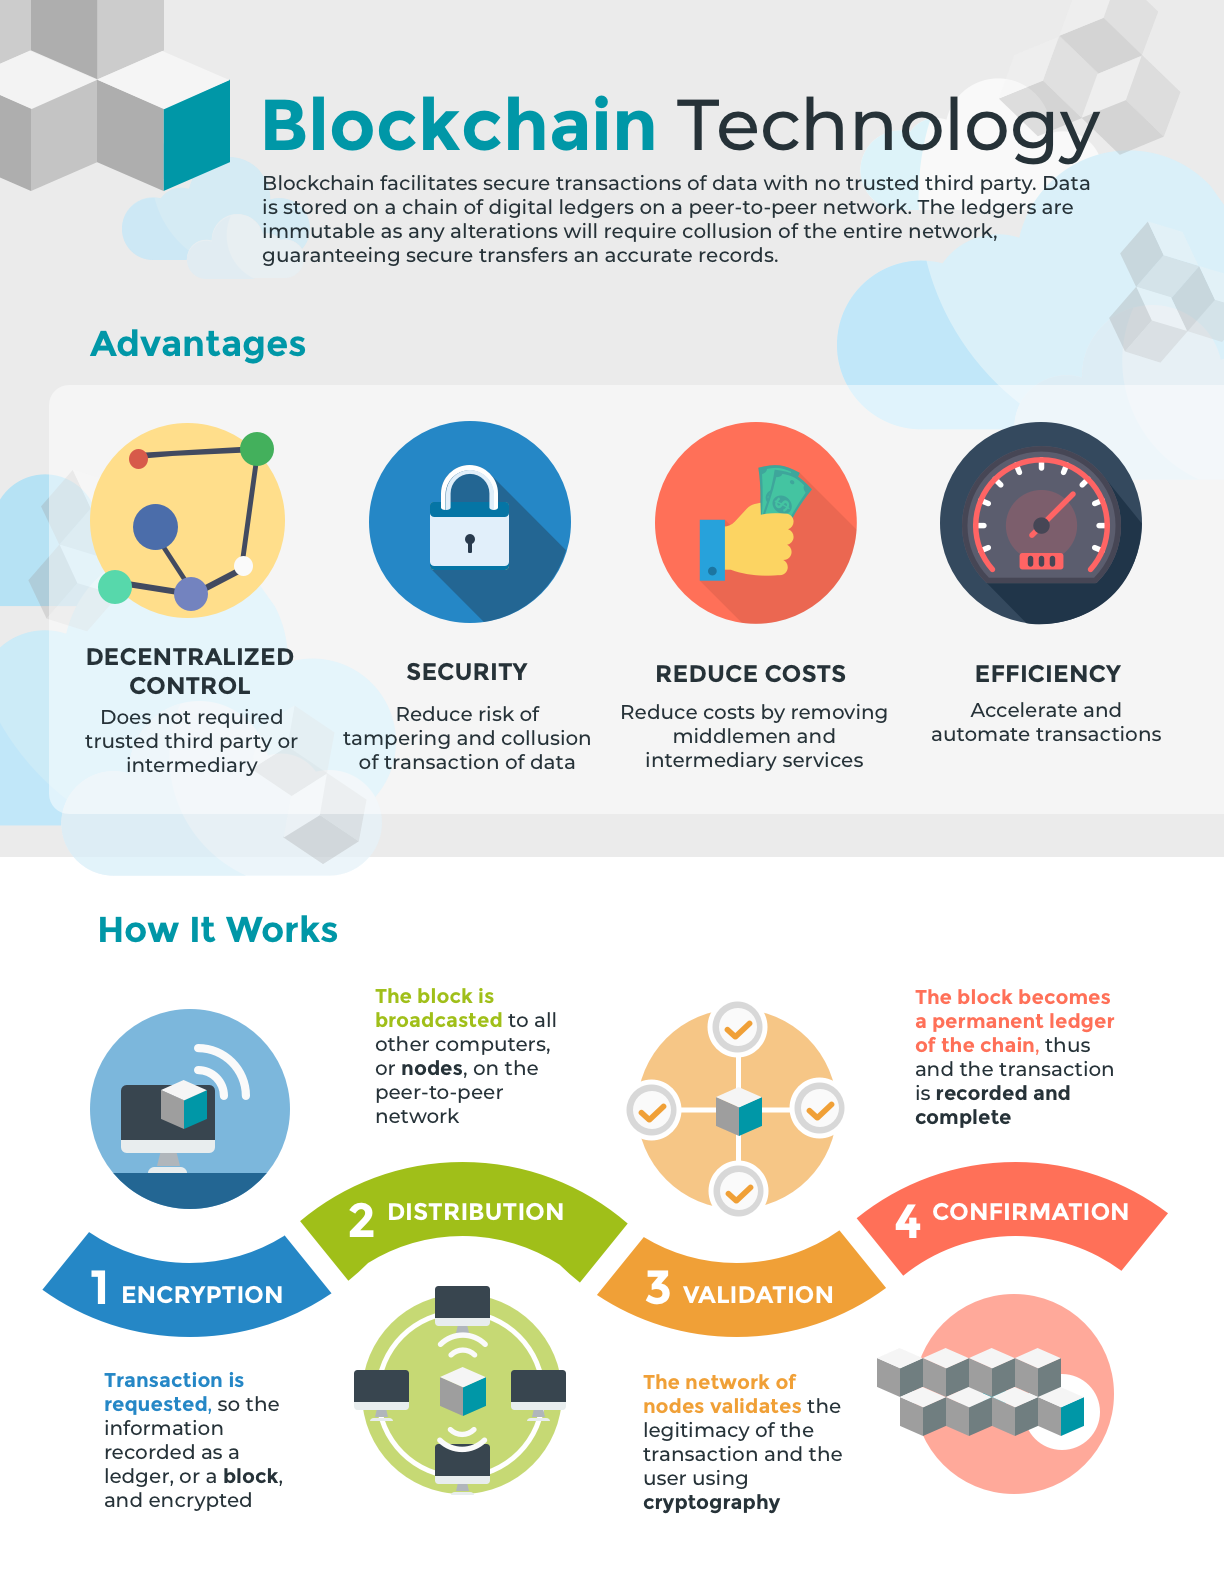 Blockchain Technology
Blockchain facilitates secure transactions of data with no trusted third party. Data
is stored on a chain of digital ledgers on a peer-to-peer network. The ledgers are
immutable as any alterations will require collusion of the entire network,
guaranteeing secure transfers an accurate records.
Advantages
DECENTRALIZED
CONTROL
Does not required
trusted third party or
intermediary
SECURITY
Reduce risk of
tampering and collusion
of transaction of data
REDUCE COSTS
Reduce costs by removing
middlemen and
intermediary services
EFFICIENCY
Accelerate and
automate transactions
How It Works
1 ENCRYPTION
Transaction is
requested, so the
information
recorded as a
ledger, or a block,
and encrypted
The block is
broadcasted to all
other computers,
or nodes, on the
peer-to-peer
network
2 DISTRIBUTION
3 VALIDATION
The network of
nodes validates the
legitimacy of the
transaction and the
user using
cryptography
The block becomes
a permanent ledger
of the chain, thus
and the transaction
is recorded and
complete
4 CONFIRMATION